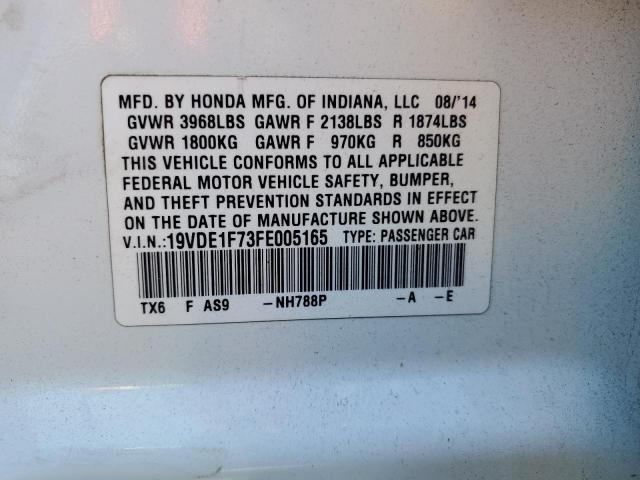 MFD. BY HONDA MFG. OF INDIANA, LLC 08/'14
GVWR 3968LBS GAWR F 2138LBS R 1874LBS
GVWR 1800KG GAWR F 970KG R 850KG
THIS VEHICLE CONFORMS TO ALL APPLICABLE
FEDERAL MOTOR VEHICLE SAFETY, BUMPER,
AND THEFT PREVENTION STANDARDS IN EFFECT
ON THE DATE OF MANUFACTURE SHOWN ABOVE.
V.I.N.:19VDE1F73FE005165 TYPE: PASSENGER CAR
TX6 F AS9 -NH788P -A -E